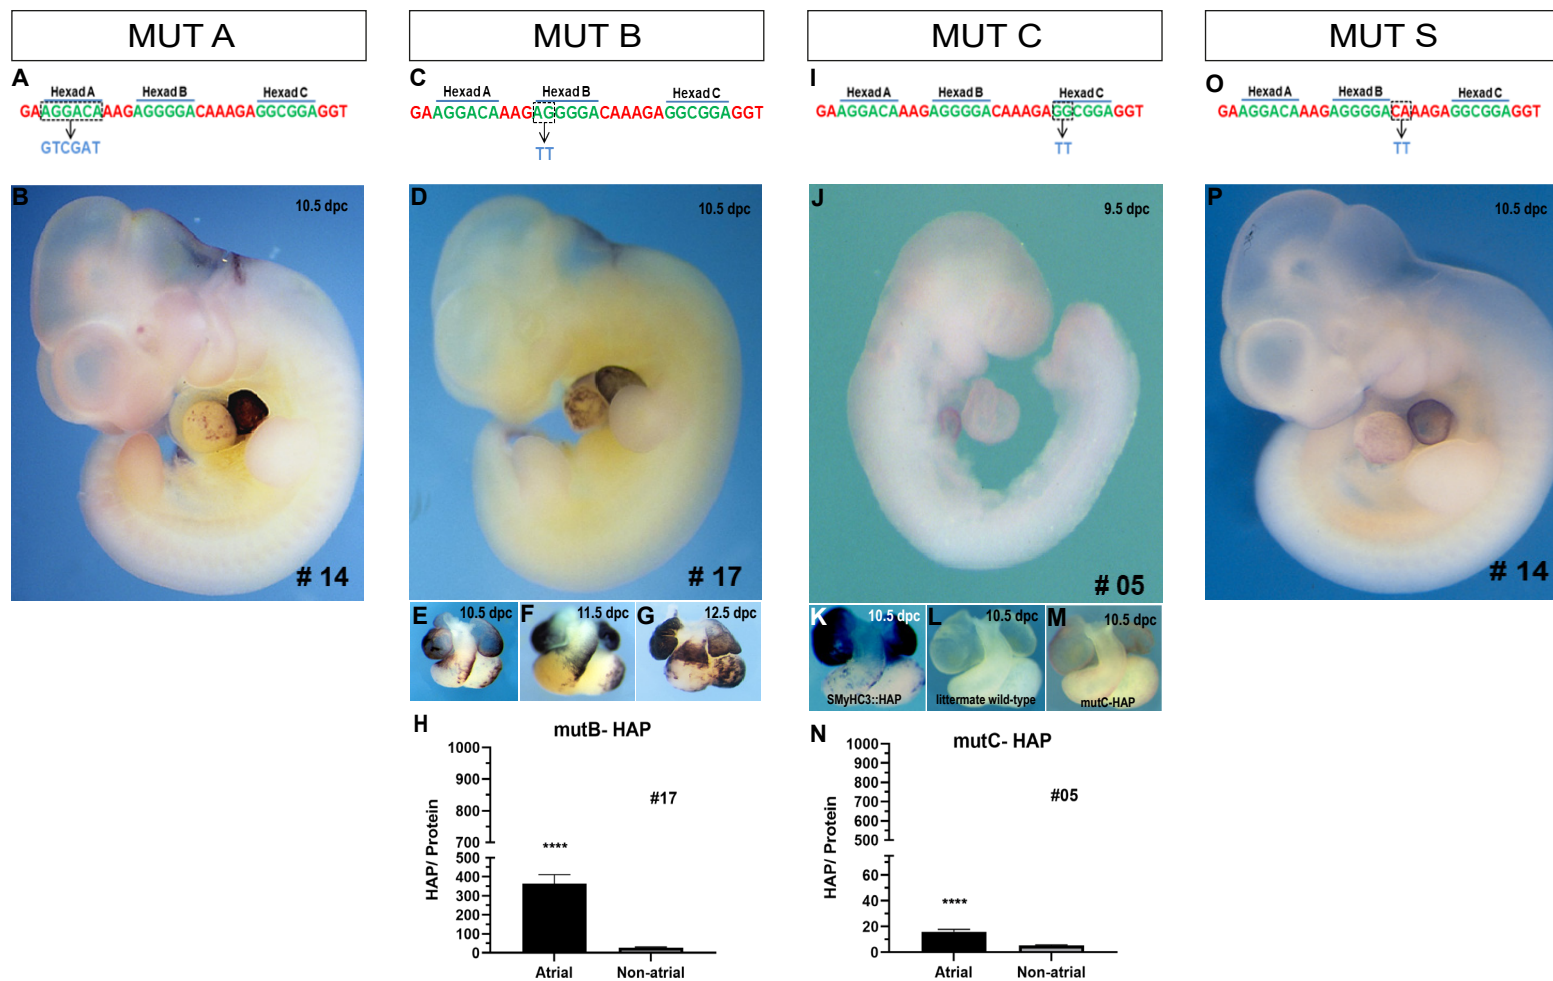 MUT A
MUT B
MUT C
MUT S
A
Hexad A Hexad B Hexad C
GAAGGACAAAGAGGGGACAAAGAGGCGGAGGT
GTCGAT
C
Hexad A Hexad B Hexad C
GAAGGACAAAGAGGGGACAAAGAGGCGGAGGT
TT
I
Hexad A Hexad B Hexad C
GAAGGACAAAGAGGGGACAAAGAGGCGGAGGT
TT
O
Hexad A Hexad B Hexad C
GAAGGACAAAGAGGGGACAAAGAGGCGGAGGT
TT
B
10.5 dpc
# 14
D
10.5 dpc
# 17
J
9.5 dpc
# 05
P
10.5 dpc
# 14
E 10.5 dpc
F 11.5 dpc
G 12.5 dpc
K 10.5 dpc
SMyHC3::HAP
L 10.5 dpc
littermate wild-type
M 10.5 dpc
mutC-HAP
H
mutB- HAP
#17
HAP/ Protein
1000
900
800
700
500
400
300
200
100
0
****
Atrial Non-atrial
N
mutC- HAP
#05
HAP/ Protein
1000
900
800
700
600
500
60
40
20
0
****
Atrial Non-atrial